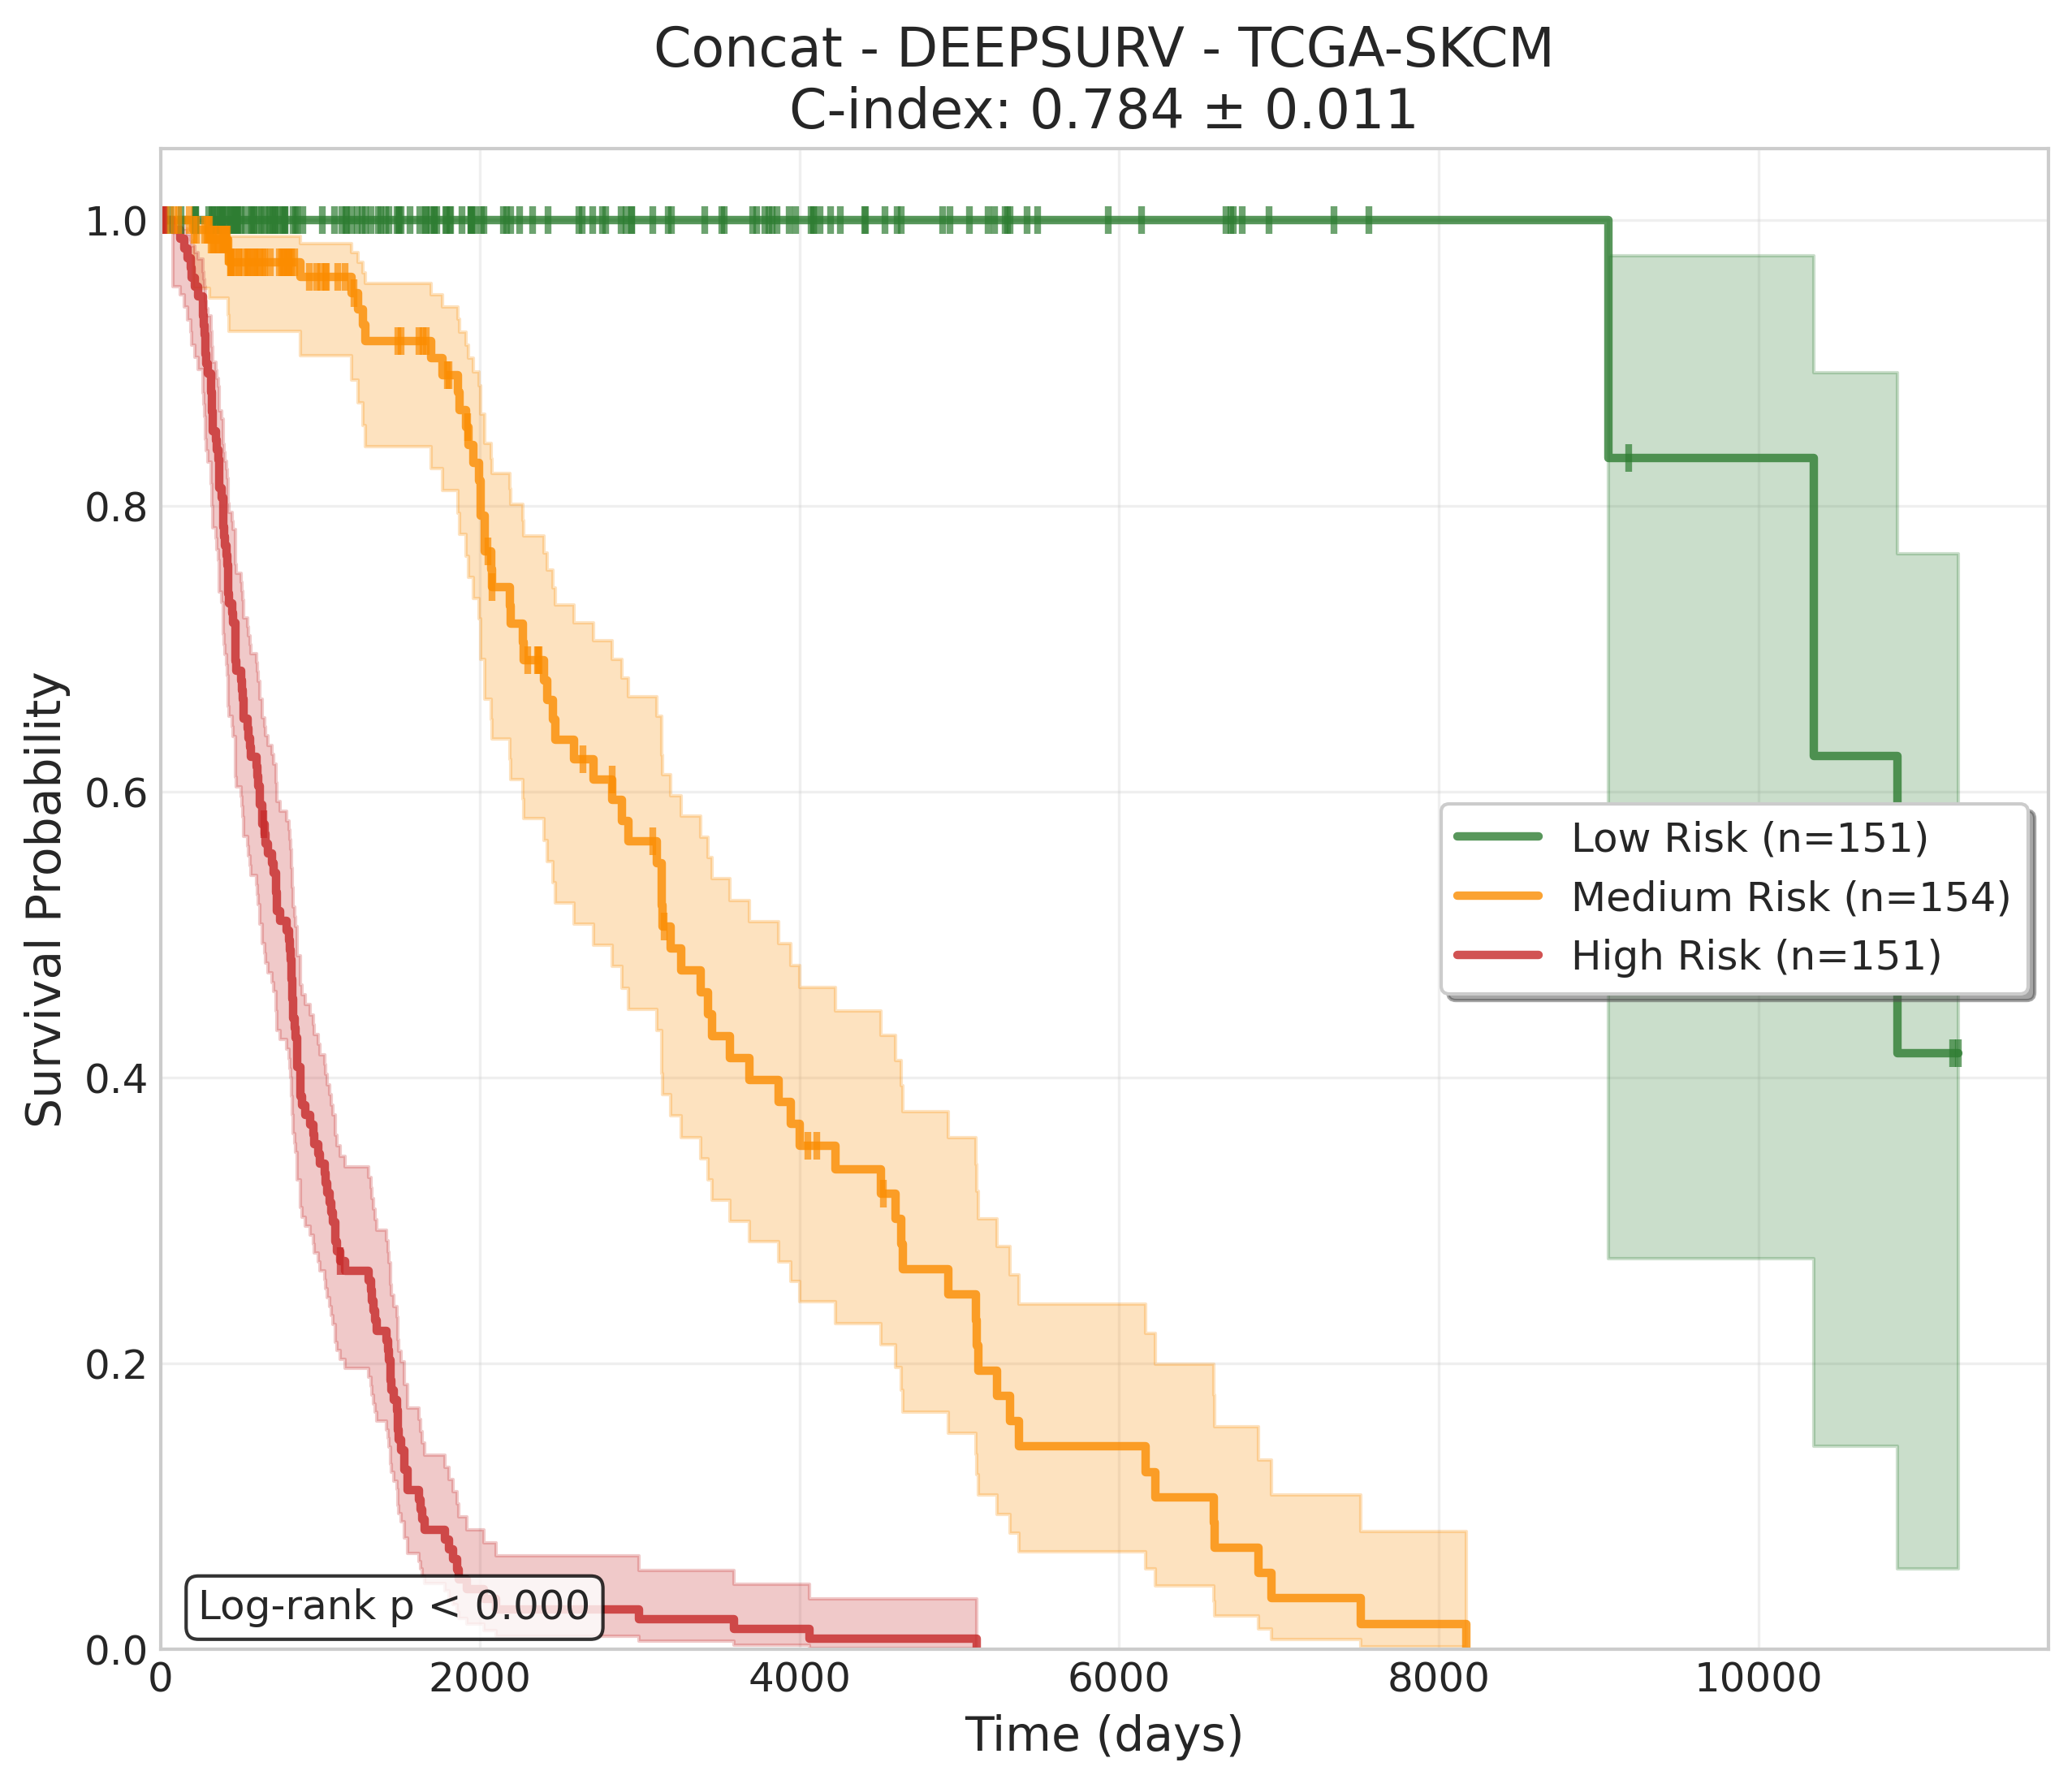 Concat - DEEPSURV - TCGA-SKCM
C-index: 0.784 ± 0.011
Survival Probability
1.0
0.8
0.6
0.4
0.2
0.0
Low Risk (n=151)
Medium Risk (n=154)
High Risk (n=151)
Log-rank p < 0.000
0 2000 4000 6000 8000 10000
Time (days)